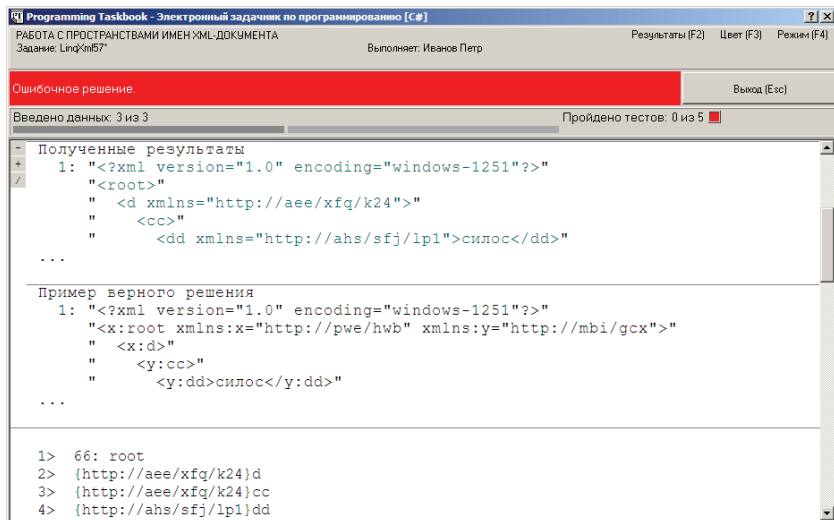 Programming Taskbook - Электронный задачник по программированию [C#]
РАБОТА С ПРОСТРАНСТВАМИ ИМЕН XML-ДОКУМЕНТА
Результаты (F2) Цвет (F3) Режим (F4)
Задание: LinqXml57° Выполняет: Иванов Петр
Ошибочное решение.
Выход (Esc)
Введено данных: 3 из 3 Пройдено тестов: 0 из 5
Полученные результаты
1: "<?xml version="1.0" encoding="windows-1251"?>"
"<root>"
" <d xmlns="http://aee/xfq/k24">"
" <cc>"
" <dd xmlns="http://ahs/sfj/lp1">силос</dd>"
...
Пример верного решения
1: "<?xml version="1.0" encoding="windows-1251"?>"
"<x:root xmlns:x="http://pwe/hwb" xmlns:y="http://mbi/gcx">"
" <x:d>"
" <y:cc>"
" <y:dd>силос</y:dd>"
...
1> 66: root
2> {http://aee/xfq/k24}d
3> {http://aee/xfq/k24}cc
4> {http://ahs/sfj/lp1}dd